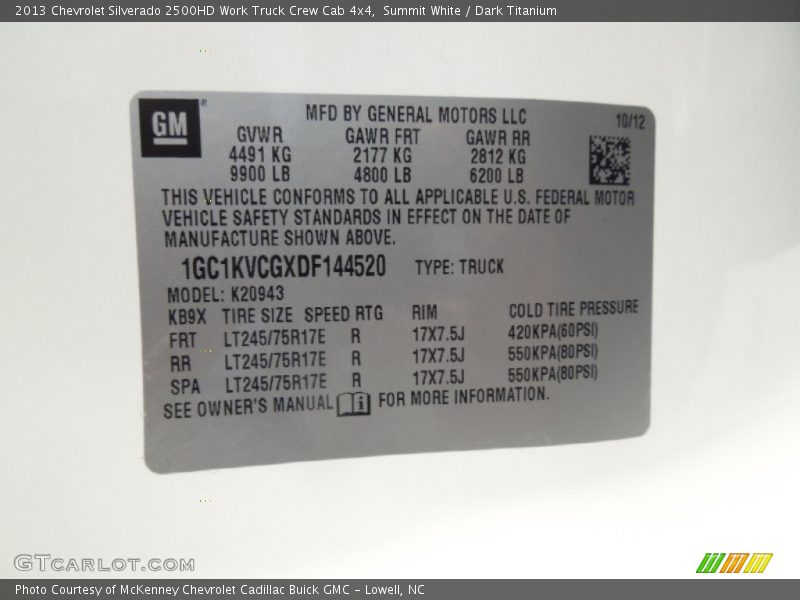 2013 Chevrolet Silverado 2500HD Work Truck Crew Cab 4x4, Summit White / Dark Titanium
GM ®
MFD BY GENERAL MOTORS LLC 10/12
GVWR GAWR FRT GAWR RR
4491 KG 2177 KG 2812 KG
9900 LB 4800 LB 6200 LB
THIS VEHICLE CONFORMS TO ALL APPLICABLE U.S. FEDERAL MOTOR
VEHICLE SAFETY STANDARDS IN EFFECT ON THE DATE OF
MANUFACTURE SHOWN ABOVE.
1GC1KVCGXDF144520 TYPE: TRUCK
MODEL: K20943
KB9X TIRE SIZE SPEED RTG RIM COLD TIRE PRESSURE
FRT LT245/75R17E R 17X7.5J 420KPA(60PSI)
RR LT245/75R17E R 17X7.5J 550KPA(80PSI)
SPA LT245/75R17E R 17X7.5J 550KPA(80PSI)
SEE OWNER'S MANUAL i FOR MORE INFORMATION.
GTCarLot.com
Photo Courtesy of McKenney Chevrolet Cadillac Buick GMC - Lowell, NC